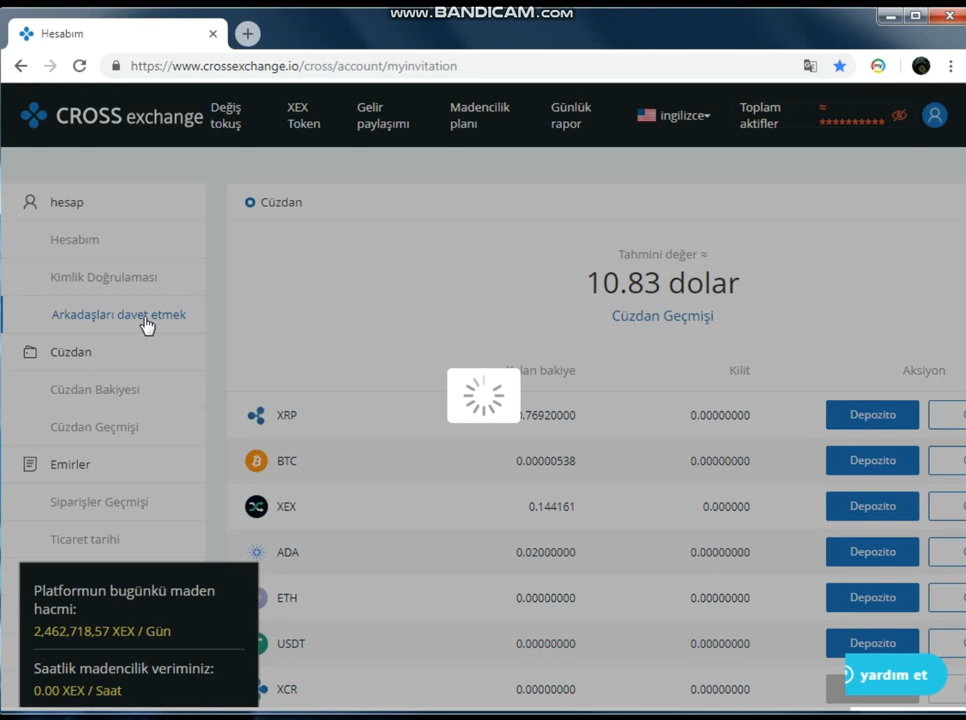 www.BANDICAM.com
Hesabım
https://www.crossexchange.io/cross/account/myinvitation
CROSS exchange
Değiş tokuş
XEX Token
Gelir paylaşımı
Madencilik planı
Günlük rapor
ingilizce
Toplam aktifler
≈ **********
hesap
Hesabım
Kimlik Doğrulaması
Arkadaşları davet etmek
Cüzdan
Cüzdan Bakiyesi
Cüzdan Geçmişi
Emirler
Siparişler Geçmişi
Ticaret tarihi
Platformun bugünkü maden
hacmi:
2,462,718,57 XEX / Gün
Saatlik madencilik veriminiz:
0.00 XEX / Saat
Cüzdan
Tahmini değer ≈
10.83 dolar
Cüzdan Geçmişi
bakiye Kilit Aksiyon
XRP .76920000 0.00000000 Depozito
BTC 0.00000538 0.00000000 Depozito
XEX 0.144161 0.000000 Depozito
ADA 0.02000000 0.00000000 Depozito
ETH 0.00000000 0.00000000 Depozito
USDT 0.00000000 0.00000000 Depozito
XCR 0.00000000 0.00000000
yardım et